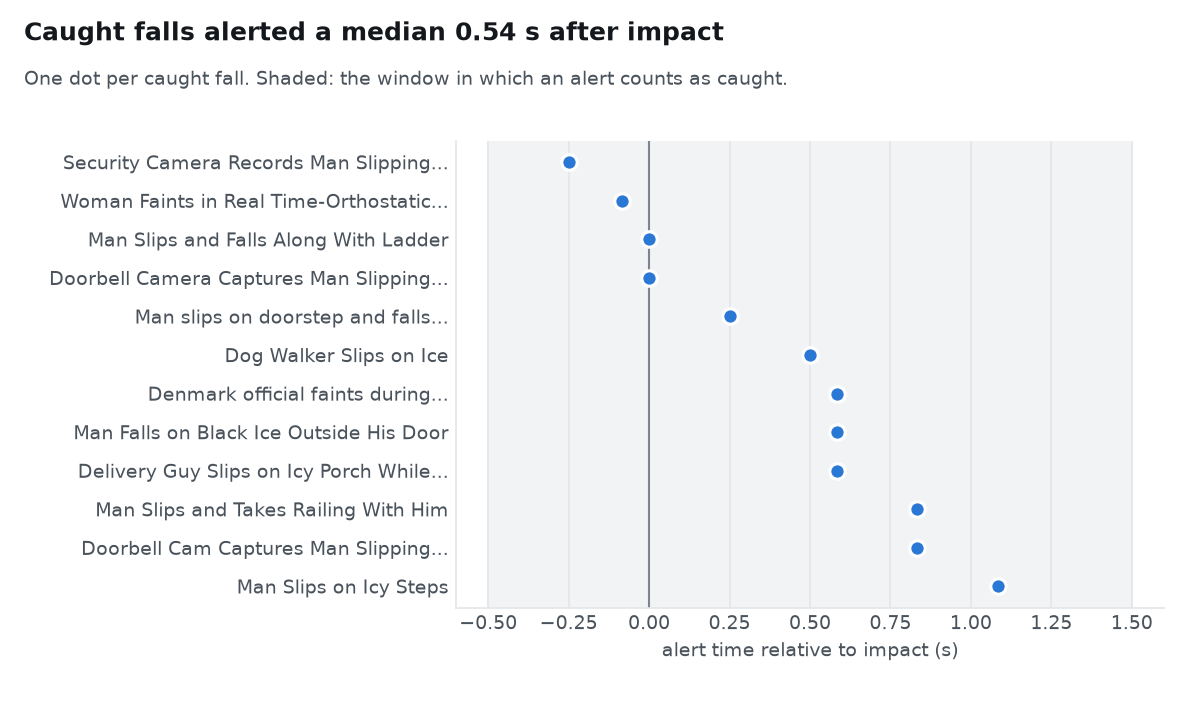 Caught falls alerted a median 0.54 s after impact
One dot per caught fall. Shaded: the window in which an alert counts as caught.
Security Camera Records Man Slipping…
Woman Faints in Real Time-Orthostatic…
Man Slips and Falls Along With Ladder
Doorbell Camera Captures Man Slipping…
Man slips on doorstep and falls…
Dog Walker Slips on Ice
Denmark official faints during…
Man Falls on Black Ice Outside His Door
Delivery Guy Slips on Icy Porch While…
Man Slips and Takes Railing With Him
Doorbell Cam Captures Man Slipping…
Man Slips on Icy Steps
−0.50 −0.25 0.00 0.25 0.50 0.75 1.00 1.25 1.50
alert time relative to impact (s)